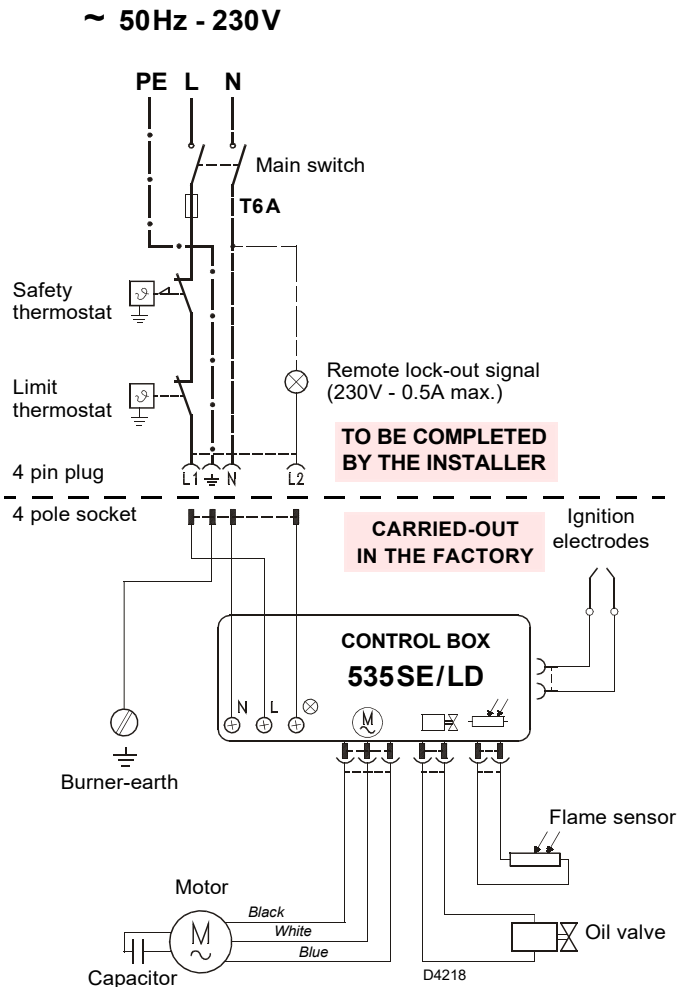 ~ 50Hz - 230V
PE L N
Main switch
T6A
Safety
thermostat
ϑ
Limit
thermostat
ϑ
Remote lock-out signal
(230V - 0.5A max.)
TO BE COMPLETED
BY THE INSTALLER
4 pin plug
L1 N L2
4 pole socket
CARRIED-OUT
IN THE FACTORY
Ignition
electrodes
CONTROL BOX
535SE/LD
N L
M
~
Burner-earth
Flame sensor
Motor
Black
White
Blue
M
~
Oil valve
Capacitor
D4218